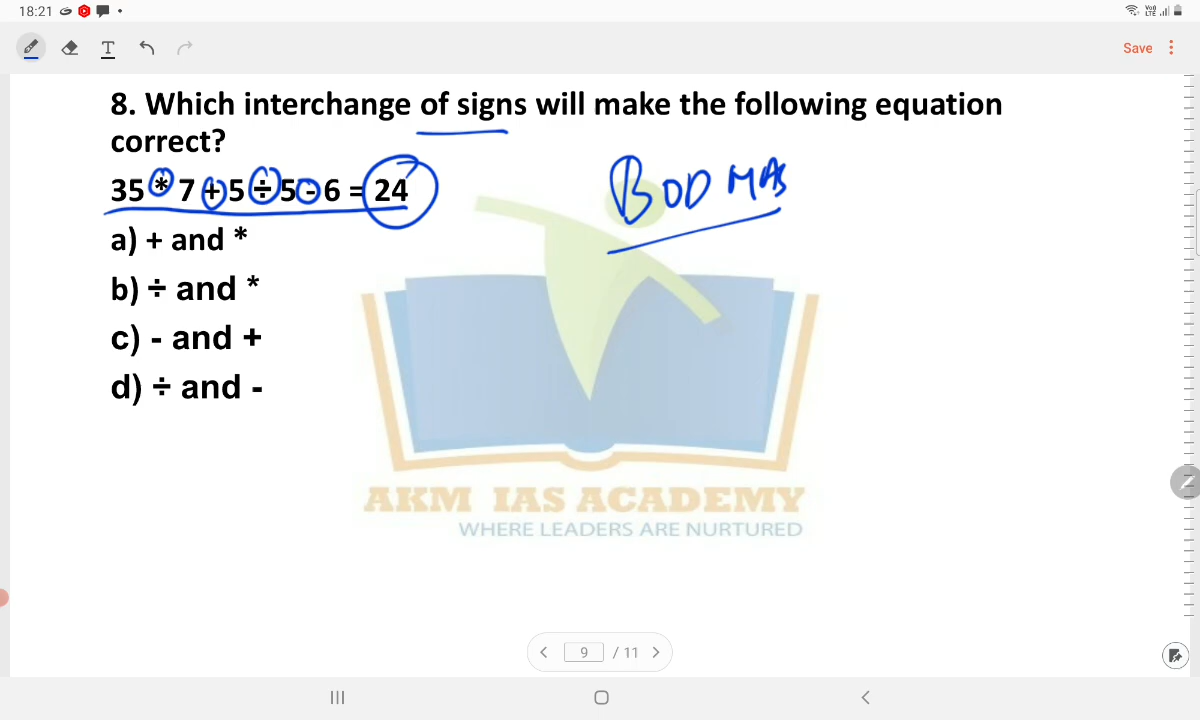 18:21
T
Save
8. Which interchange of signs will make the following equation
correct?
35 * 7 + 5 ÷ 5 - 6 = 24
BODMAS
a) + and *
b) ÷ and *
c) - and +
d) ÷ and -
AKM IAS ACADEMY
WHERE LEADERS ARE NURTURED
9 / 11